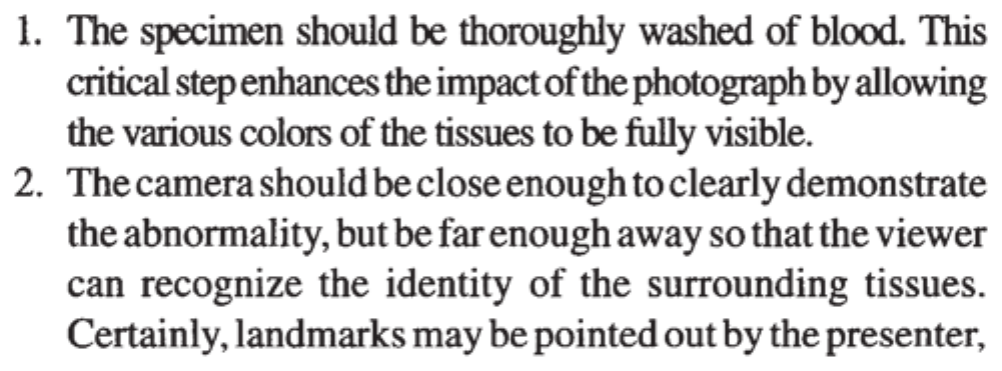 1. The specimen should be thoroughly washed of blood. This
critical step enhances the impact of the photograph by allowing
the various colors of the tissues to be fully visible.
2. The camera should be close enough to clearly demonstrate
the abnormality, but be far enough away so that the viewer
can recognize the identity of the surrounding tissues.
Certainly, landmarks may be pointed out by the presenter,